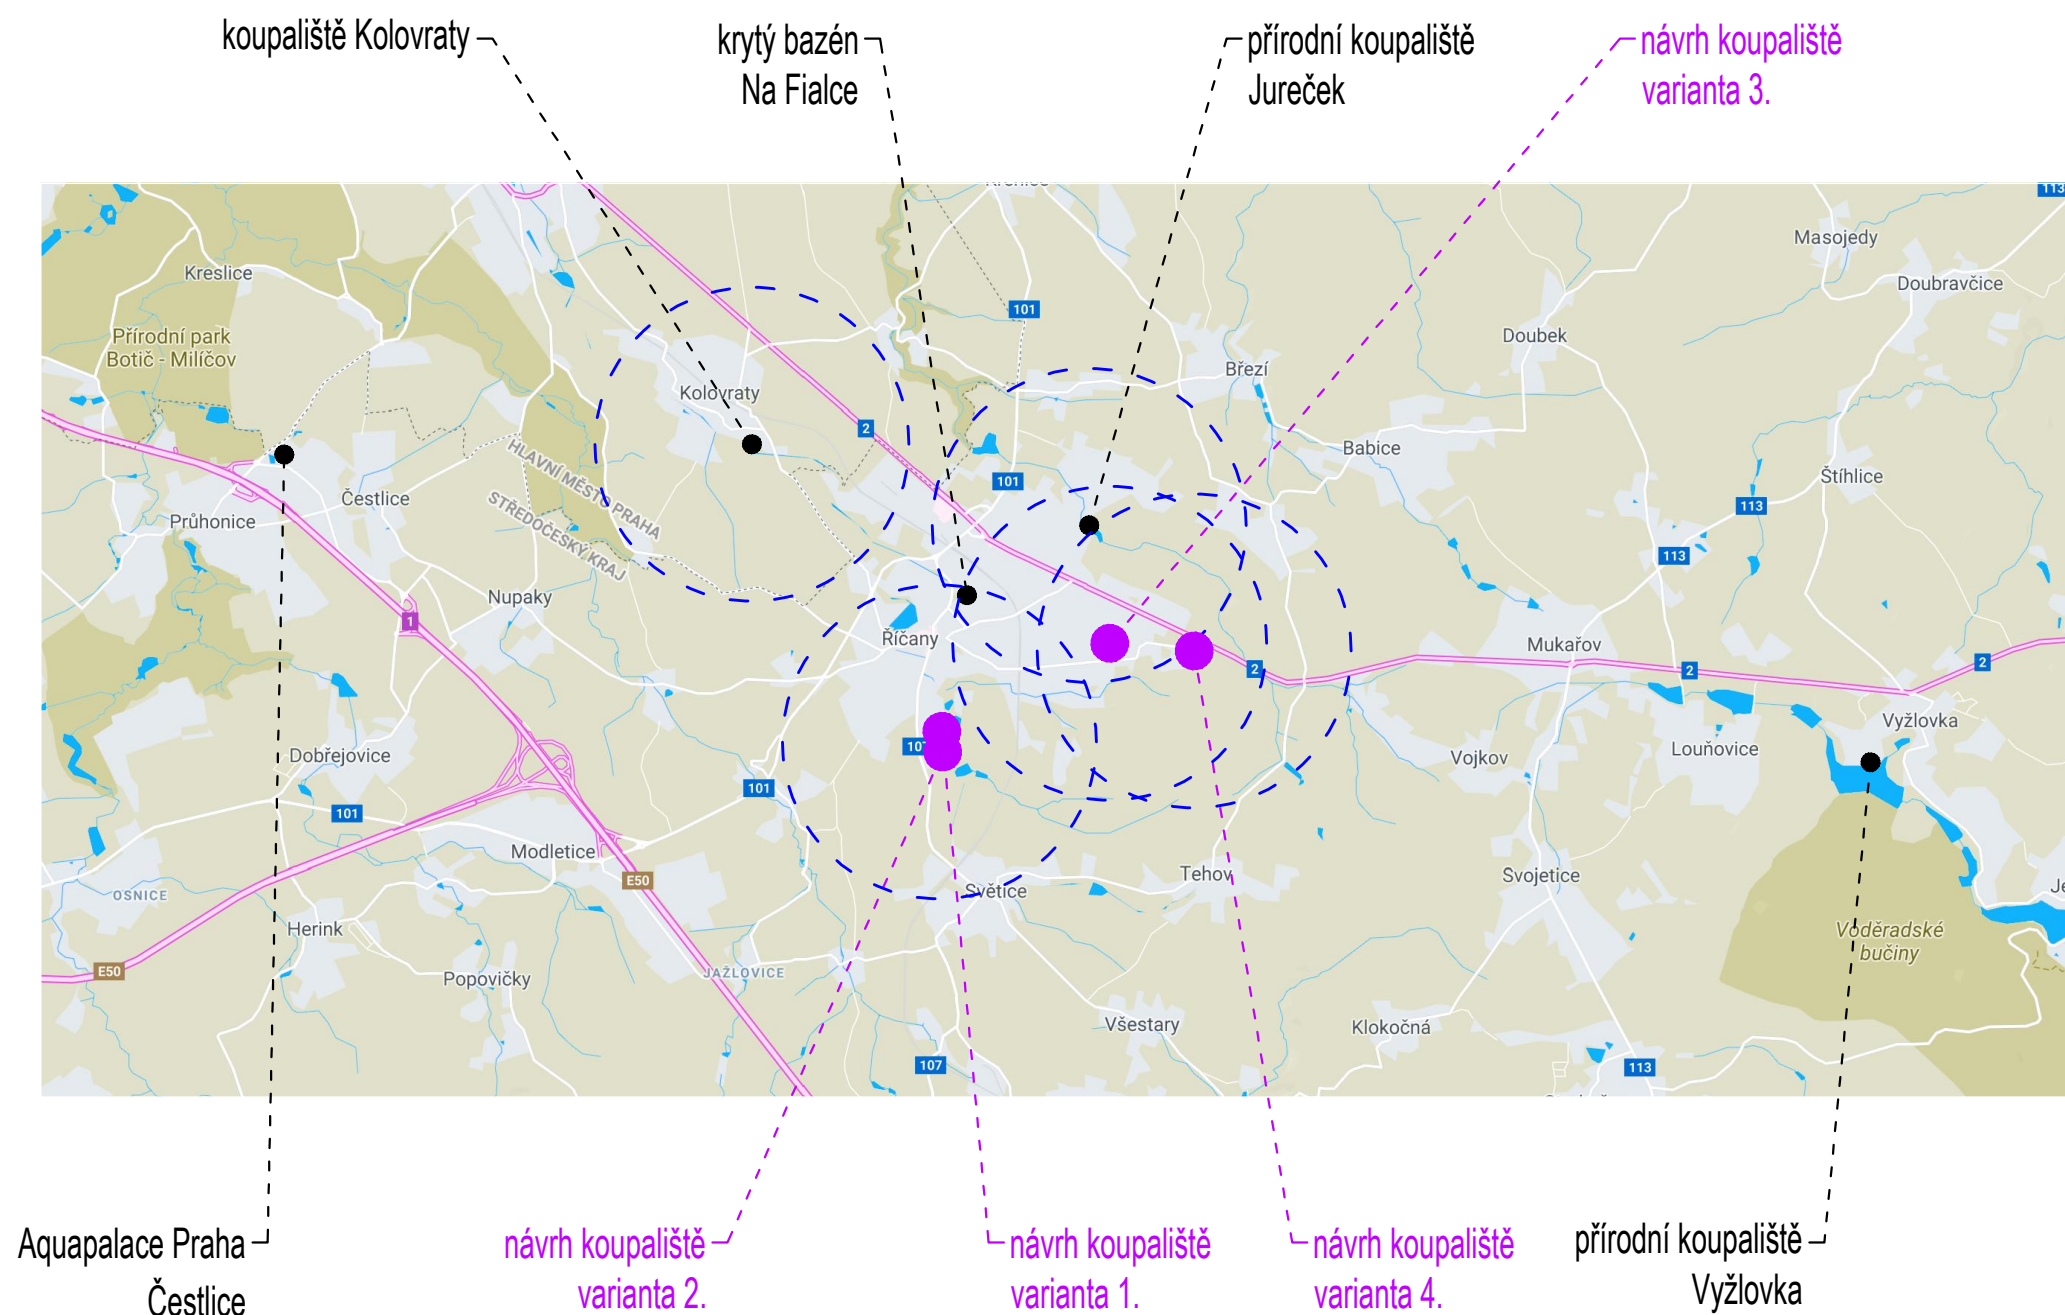 koupaliště Kolovraty
krytý bazén
Na Fialce
přírodní koupaliště
Jureček
návrh koupaliště
varianta 3.
113
Masojedy
Kreslice
Doubravčice
101
Přírodní park
Botič - Milíčov
Doubek
Březí
Kolovraty
2
HLAVNÍ MĚSTO PRAHA
STŘEDOČESKÝ KRAJ
Babice
Štíhlice
101
Čestlice
113
Průhonice
113
Nupaky
1
Říčany
Mukařov
2
2
2
Vyžlovka
Dobřejovice
Vojkov
Louňovice
101
101
Modletice
E50
Světice
Tehov
Svojetice
OSNICE
Herink
Voděradské
bučiny
E50
Popovičky
JAŽLOVICE
Všestary
Klokočná
107
113
Aquapalace Praha
Čestlice
návrh koupaliště
varianta 2.
návrh koupaliště
varianta 1.
návrh koupaliště
varianta 4.
přírodní koupaliště
Vyžlovka